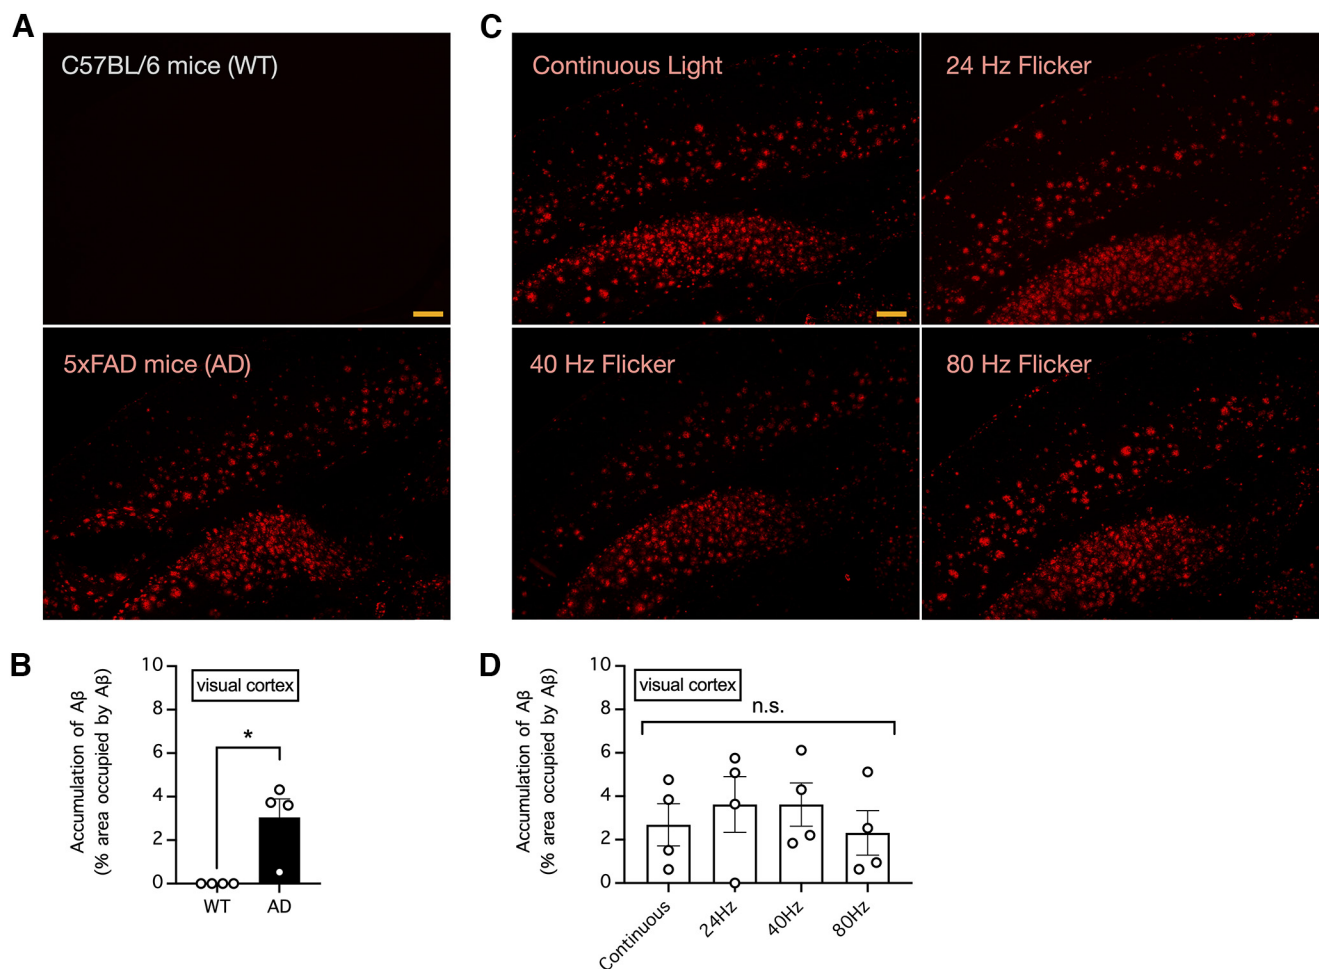 A
C57BL/6 mice (WT)
5xFAD mice (AD)
C
Continuous Light
24 Hz Flicker
40 Hz Flicker
80 Hz Flicker
B
Accumulation of Aβ
(% area occupied by Aβ)
10
8
6
4
2
0
visual cortex
*
WT
AD
D
Accumulation of Aβ
(% area occupied by Aβ)
10
8
6
4
2
0
visual cortex
n.s.
Continuous
24Hz
40Hz
80Hz